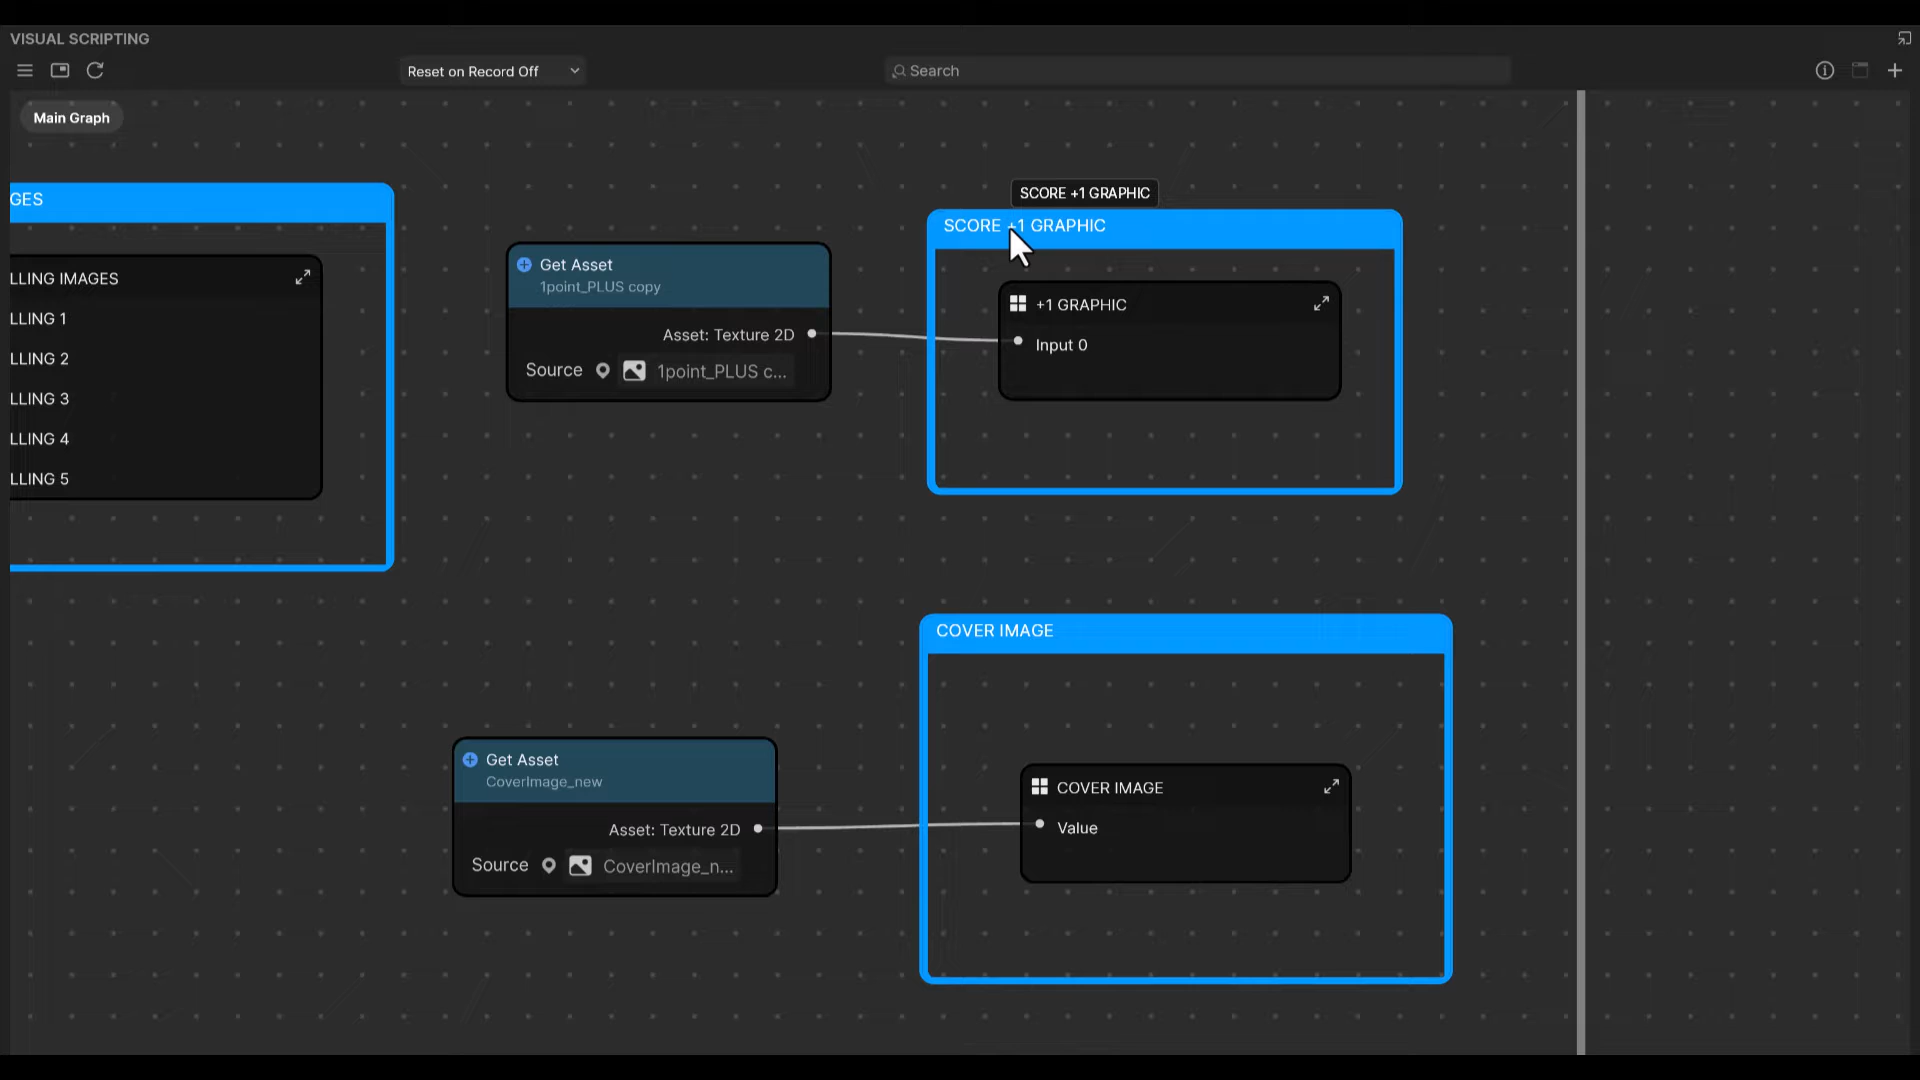 VISUAL SCRIPTING
Reset on Record Off
Search
Main Graph
GES
LLING IMAGES
LLING 1
LLING 2
LLING 3
LLING 4
LLING 5
Get Asset
1point_PLUS copy
Asset: Texture 2D
Source
1point_PLUS c...
SCORE +1 GRAPHIC
SCORE +1 GRAPHIC
+1 GRAPHIC
Input 0
COVER IMAGE
Get Asset
CoverImage_new
Asset: Texture 2D
Source
CoverImage_n...
COVER IMAGE
Value